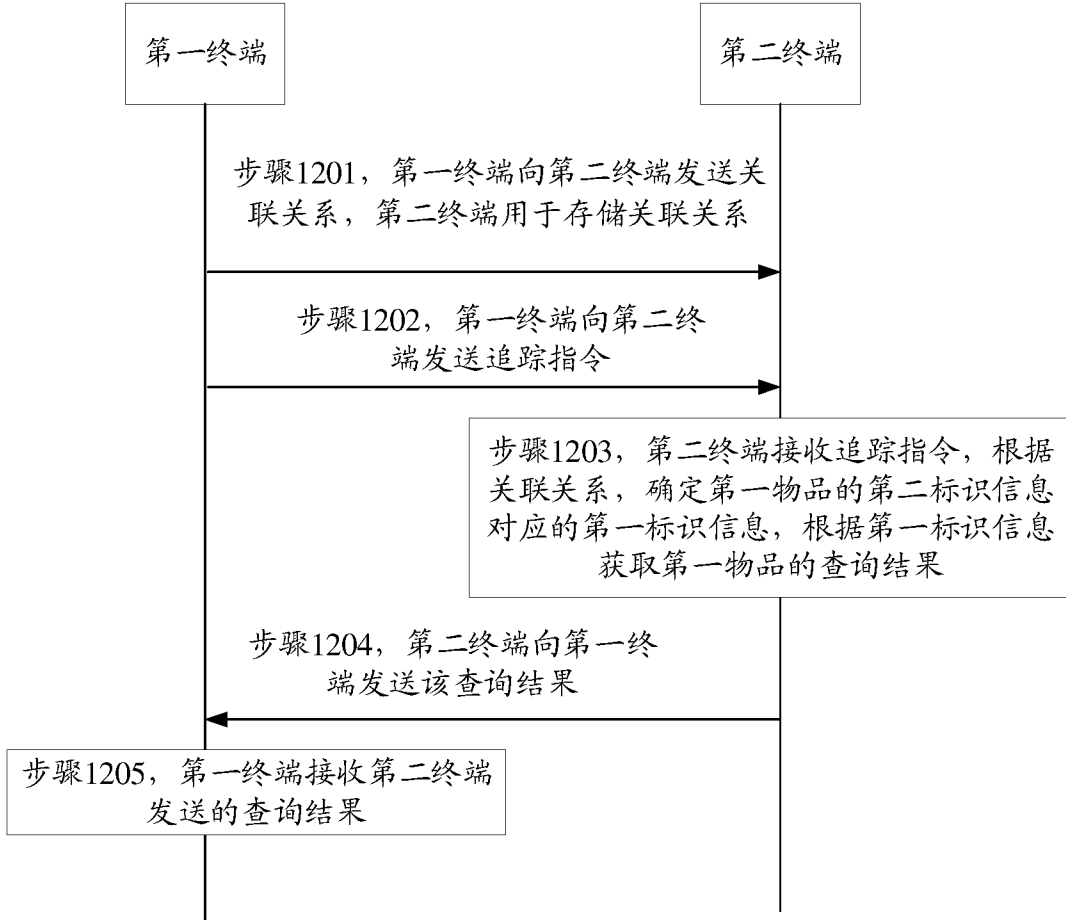 第一终端
第二终端
步骤1201，第一终端向第二终端发送关
联关系，第二终端用于存储关联关系
步骤1202，第一终端向第二终
端发送追踪指令
步骤1203，第二终端接收追踪指令，根据
关联关系，确定第一物品的第二标识信息
对应的第一标识信息，根据第一标识信息
获取第一物品的查询结果
步骤1204，第二终端向第一终
端发送该查询结果
步骤1205，第一终端接收第二终端
发送的查询结果